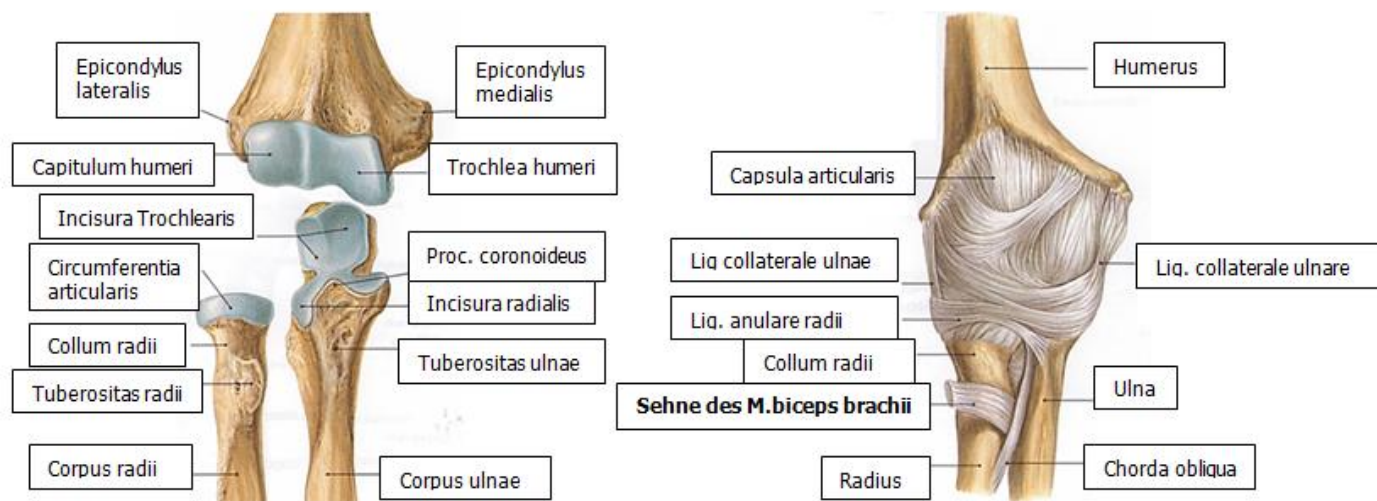 Epicondylus
lateralis
Epicondylus
medialis
Capitulum humeri
Trochlea humeri
Incisura Trochlearis
Circumferentia
articularis
Proc. coronoideus
Incisura radialis
Collum radii
Tuberositas ulnae
Tuberositas radii
Corpus radii
Corpus ulnae
Humerus
Capsula articularis
Lig collaterale ulnae
Lig. collaterale ulnare
Lig. anulare radii
Collum radii
Ulna
Sehne des M.biceps brachii
Radius
Chorda obliqua